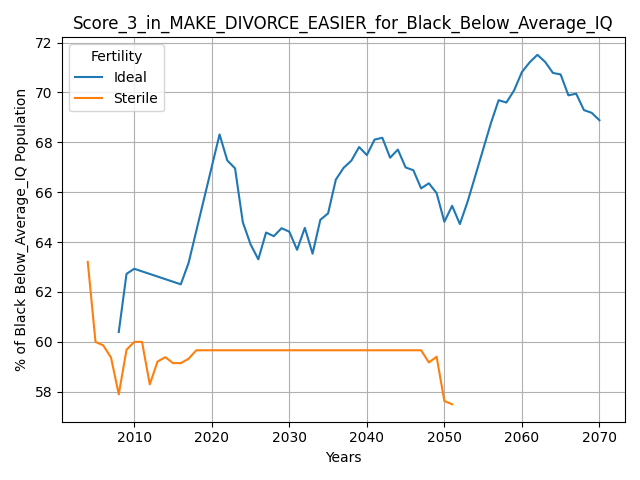 Score_3_in_MAKE_DIVORCE_EASIER_for_Black_Below_Average_IQ
Fertility
Ideal
Sterile
% of Black Below_Average_IQ Population
72
70
68
66
64
62
60
58
2010
2020
2030
2040
2050
2060
2070
Years